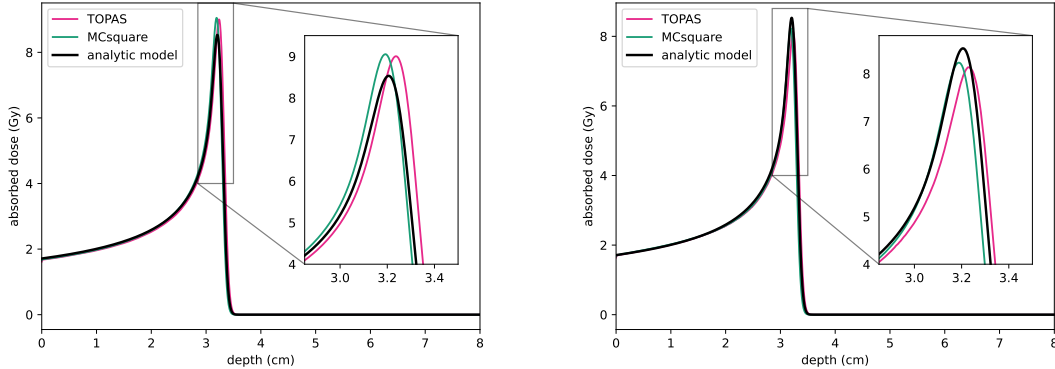 TOPAS
MCsquare
analytic model
absorbed dose (Gy)
0
2
4
6
8
0 1 2 3 4 5 6 7 8
depth (cm)
4
5
6
7
8
9
3.0 3.2 3.4
TOPAS
MCsquare
analytic model
absorbed dose (Gy)
0
2
4
6
8
0 1 2 3 4 5 6 7 8
depth (cm)
4
5
6
7
8
3.0 3.2 3.4